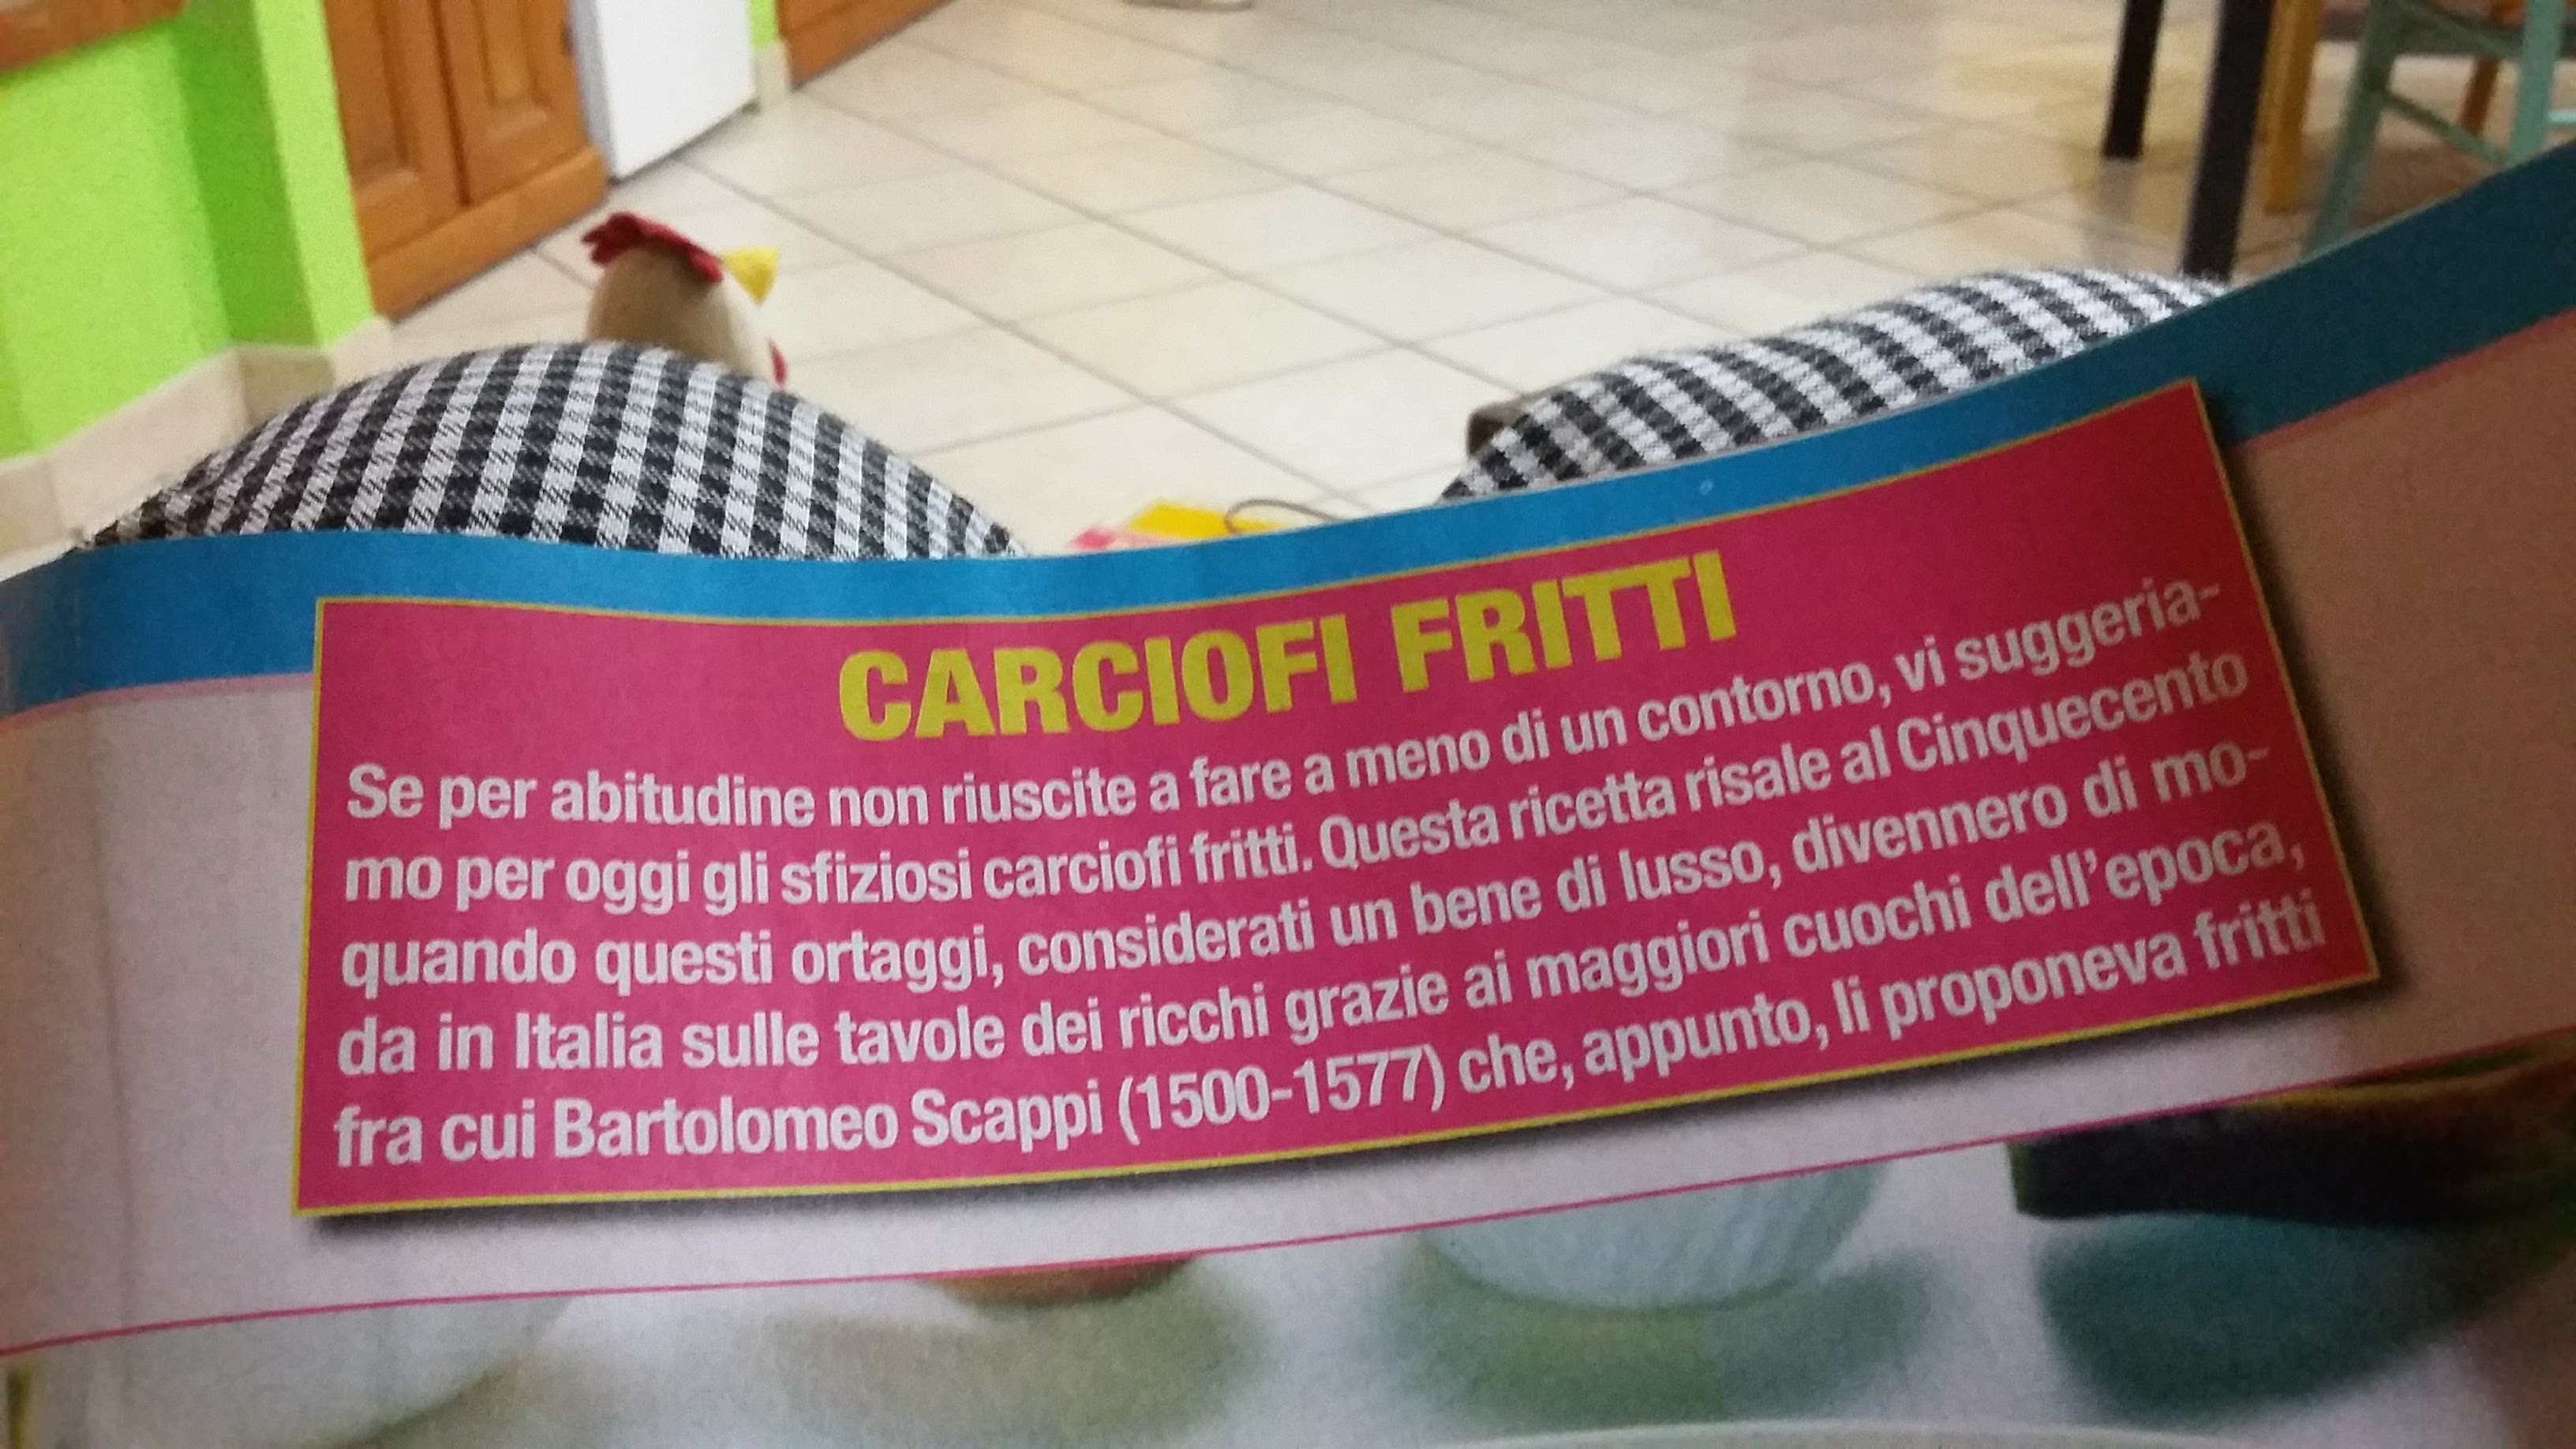 CARCIOFI FRITTI
Se per abitudine non riuscite a fare a meno di un contorno, vi suggeria-
mo per oggi gli sfiziosi carciofi fritti. Questa ricetta risale al Cinquecento
quando questi ortaggi, considerati un bene di lusso, divennero di mo-
da in Italia sulle tavole dei ricchi grazie ai maggiori cuochi dell'epoca,
fra cui Bartolomeo Scappi (1500-1577) che, appunto, li proponeva fritti